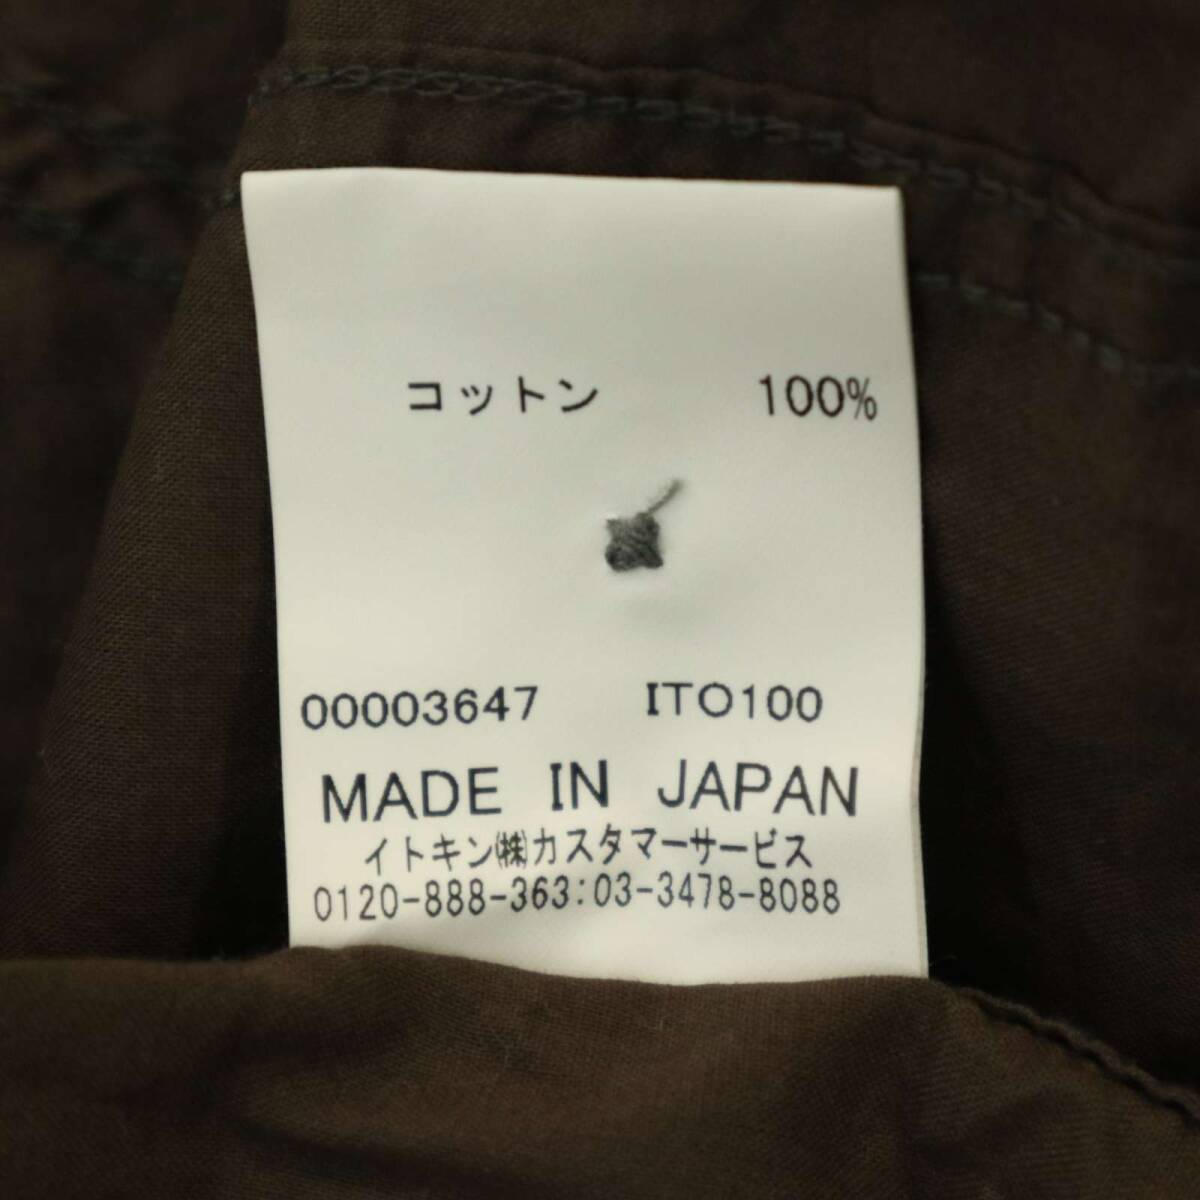 コットン 100%
00003647 ITO100
MADE IN JAPAN
イトキン㈱カスタマーサービス
0120-888-363:03-3478-8088